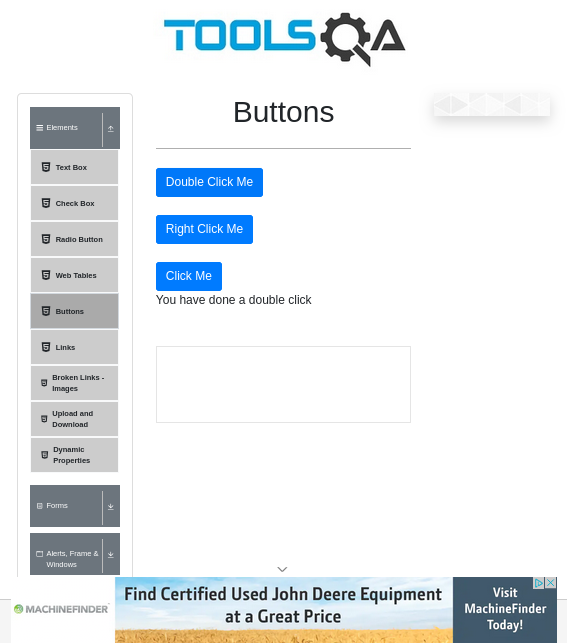 TOOLSQA
Elements
Text Box
Check Box
Radio Button
Web Tables
Buttons
Links
Broken Links -
Images
Upload and
Download
Dynamic
Properties
Forms
Alerts, Frame &
Windows
Buttons
Double Click Me
Right Click Me
Click Me
You have done a double click
MACHINEFINDER
Find Certified Used John Deere Equipment
at a Great Price
Visit
MachineFinder
Today!